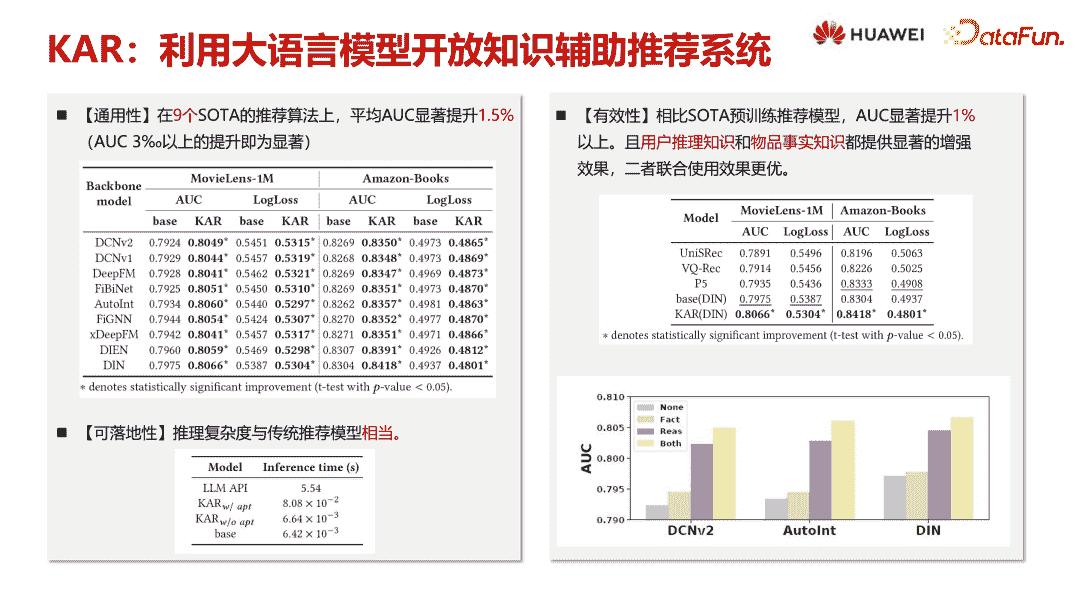 KAR：利用大语言模型开放知识辅助推荐系统
HUAWEI
DataFun.
■ 【通用性】在9个SOTA的推荐算法上，平均AUC显著提升1.5%
（AUC 3‰以上的提升即为显著）
Backbone model MovieLens-1M Amazon-Books
AUC LogLoss AUC LogLoss
base KAR base KAR base KAR base KAR
DCNv2 0.7924 0.8049* 0.5451 0.5315* 0.8269 0.8350* 0.4973 0.4865*
DCNv1 0.7929 0.8044* 0.5457 0.5319* 0.8268 0.8348* 0.4973 0.4869*
DeepFM 0.7928 0.8041* 0.5462 0.5321* 0.8269 0.8347* 0.4969 0.4873*
FiBiNet 0.7925 0.8051* 0.5450 0.5310* 0.8269 0.8351* 0.4973 0.4870*
AutoInt 0.7934 0.8060* 0.5440 0.5297* 0.8262 0.8357* 0.4981 0.4863*
FiGNN 0.7944 0.8054* 0.5424 0.5307* 0.8270 0.8352* 0.4977 0.4870*
xDeepFM 0.7942 0.8041* 0.5457 0.5317* 0.8271 0.8351* 0.4971 0.4866*
DIEN 0.7960 0.8059* 0.5469 0.5298* 0.8307 0.8391* 0.4926 0.4812*
DIN 0.7975 0.8066* 0.5387 0.5304* 0.8304 0.8418* 0.4937 0.4801*
* denotes statistically significant improvement (t-test with p-value < 0.05).
■ 【可落地性】推理复杂度与传统推荐模型相当。
Model Inference time (s)
LLM API 5.54
KAR w/ apt 8.08 × 10⁻²
KAR w/o apt 6.64 × 10⁻³
base 6.42 × 10⁻³
■ 【有效性】相比SOTA预训练推荐模型，AUC显著提升1%
以上。且用户推理知识和物品事实知识都提供显著的增强
效果，二者联合使用效果更优。
Model MovieLens-1M Amazon-Books
AUC LogLoss AUC LogLoss
UniSRec 0.7891 0.5496 0.8196 0.5063
VQ-Rec 0.7914 0.5456 0.8226 0.5025
P5 0.7935 0.5436 0.8333 0.4908
base(DIN) 0.7975 0.5387 0.8304 0.4937
KAR(DIN) 0.8066* 0.5304* 0.8418* 0.4801*
* denotes statistically significant improvement (t-test with p-value < 0.05).
AUC
0.810
0.805
0.800
0.795
0.790
None
Fact
Reas
Both
DCNv2 AutoInt DIN